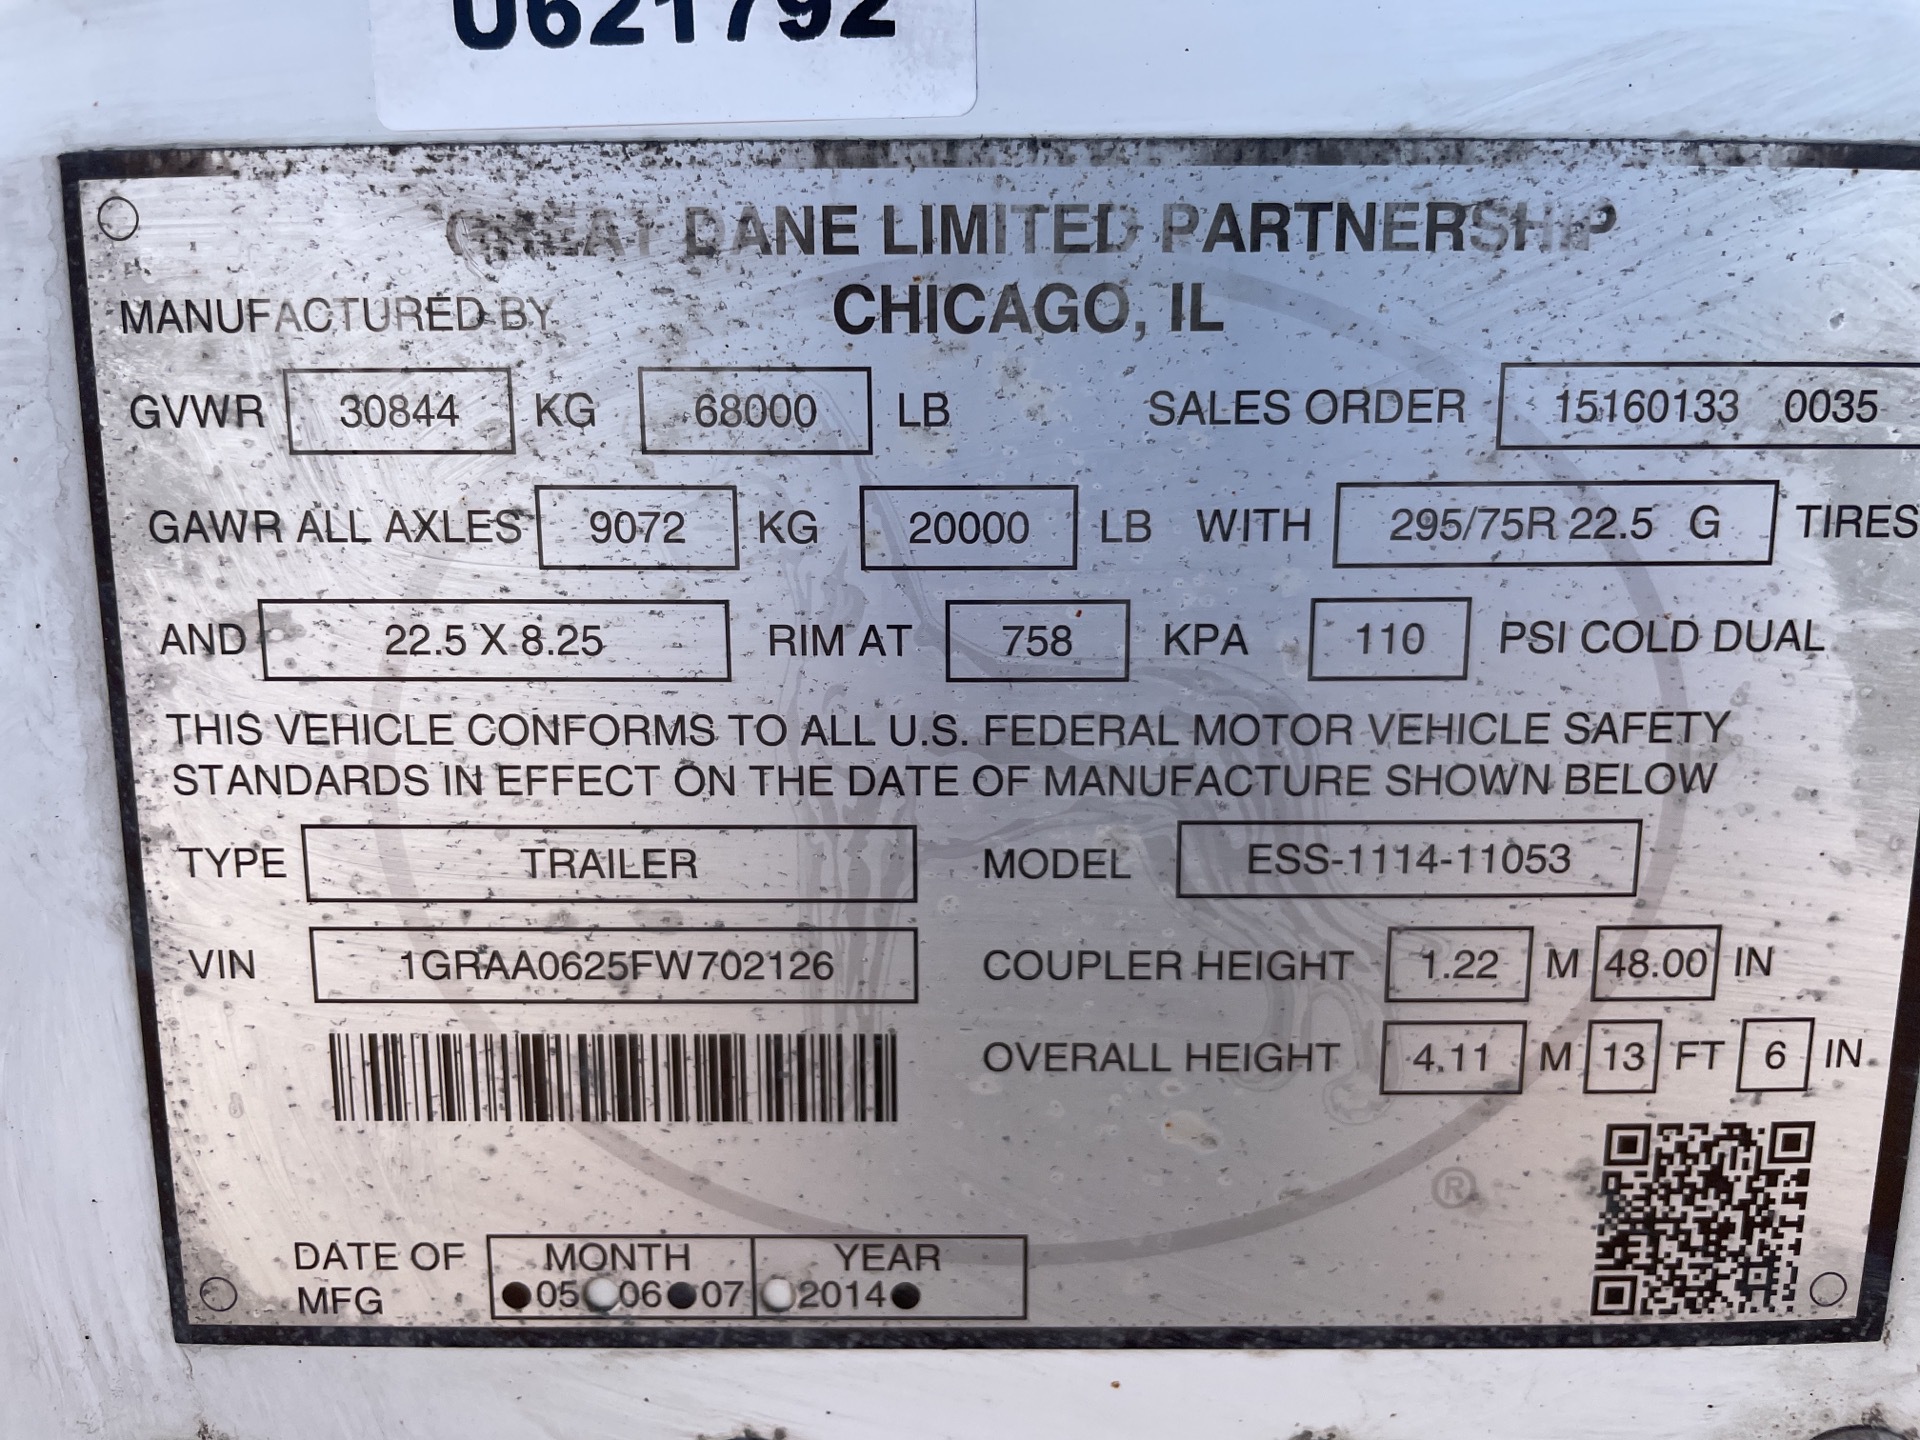 U621792
GREAT DANE LIMITED PARTNERSHIP
MANUFACTURED BY CHICAGO, IL
GVWR 30844 KG 68000 LB SALES ORDER 15160133 0035
GAWR ALL AXLES 9072 KG 20000 LB WITH 295/75R 22.5 G TIRES
AND 22.5 X 8.25 RIM AT 758 KPA 110 PSI COLD DUAL
THIS VEHICLE CONFORMS TO ALL U.S. FEDERAL MOTOR VEHICLE SAFETY
STANDARDS IN EFFECT ON THE DATE OF MANUFACTURE SHOWN BELOW
TYPE TRAILER MODEL ESS-1114-11053
VIN 1GRAA0625FW702126 COUPLER HEIGHT 1.22 M 48.00 IN
OVERALL HEIGHT 4.11 M 13 FT 6 IN
®
DATE OF MFG MONTH YEAR
05 06 07 2014